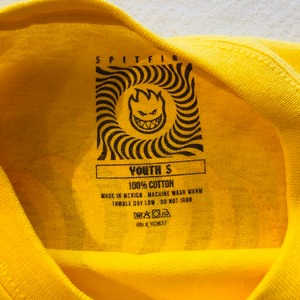 SPITFIRE
YOUTH S
100% COTTON
MADE IN MEXICO . MACHINE WASH WARM
TUMBLE DRY LOW . DO NOT IRON